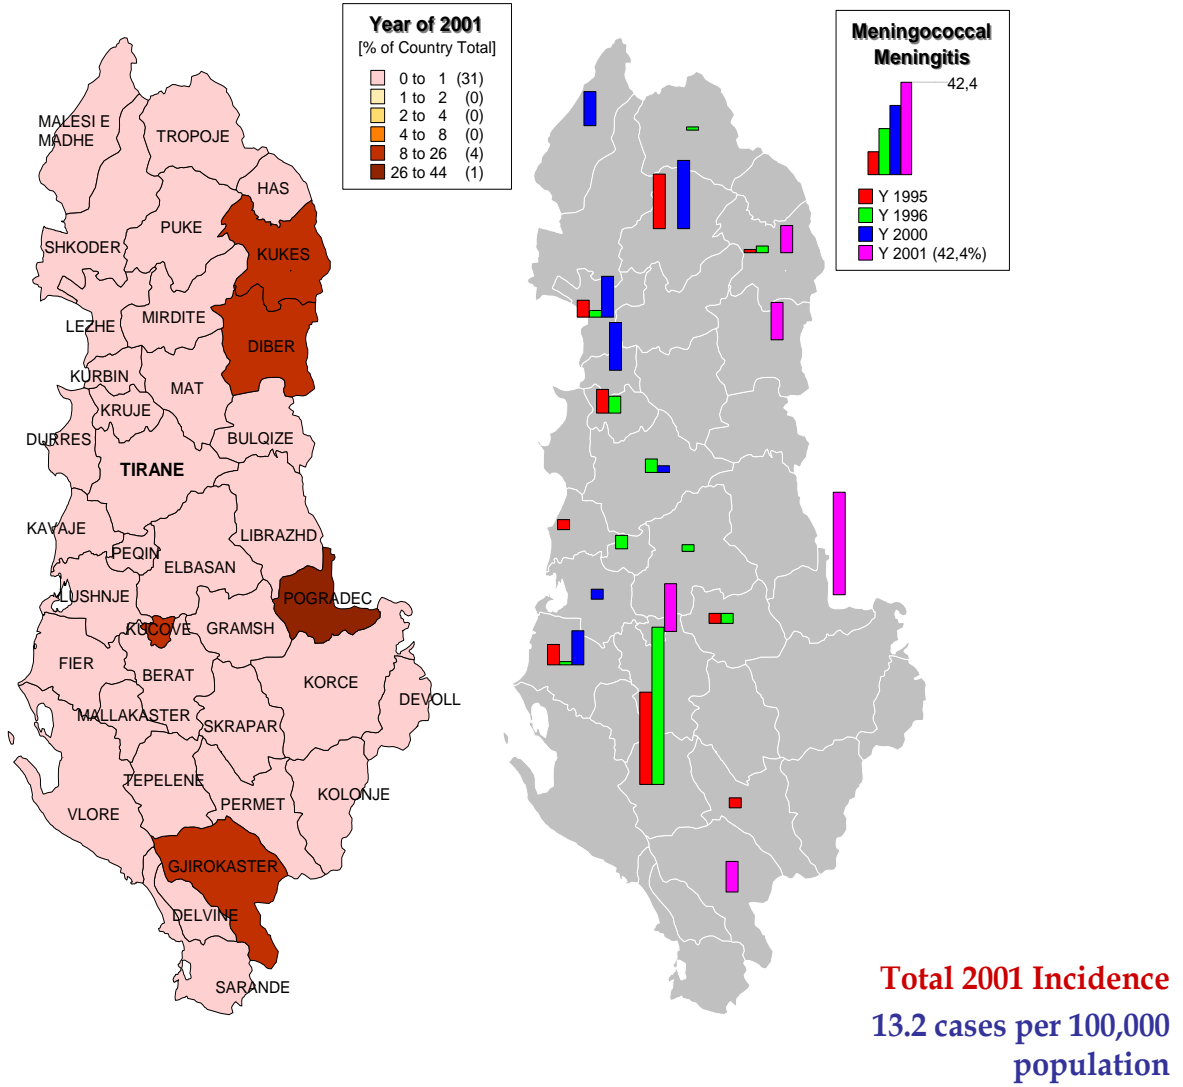 Year of 2001
[% of Country Total]
0 to 1 (31)
1 to 2 (0)
2 to 4 (0)
4 to 8 (0)
8 to 26 (4)
26 to 44 (1)
MALESI E
MADHE
TROPOJE
HAS
PUKE
SHKODER
KUKES
LEZHE
MIRDITE
DIBER
KURBIN
MAT
KRUJE
DURRES
BULQIZE
TIRANE
KAVAJE
LIBRAZHD
PEQIN
ELBASAN
LUSHNJE
POGRADEC
KUCOVE
GRAMSH
FIER
BERAT
KORCE
DEVOLL
MALLAKASTER
SKRAPAR
TEPELENE
KOLONJE
PERMET
VLORE
GJIROKASTER
DELVINE
SARANDE
Meningococcal
Meningitis
42,4
Y 1995
Y 1996
Y 2000
Y 2001 (42,4%)
Total 2001 Incidence
13.2 cases per 100,000
population